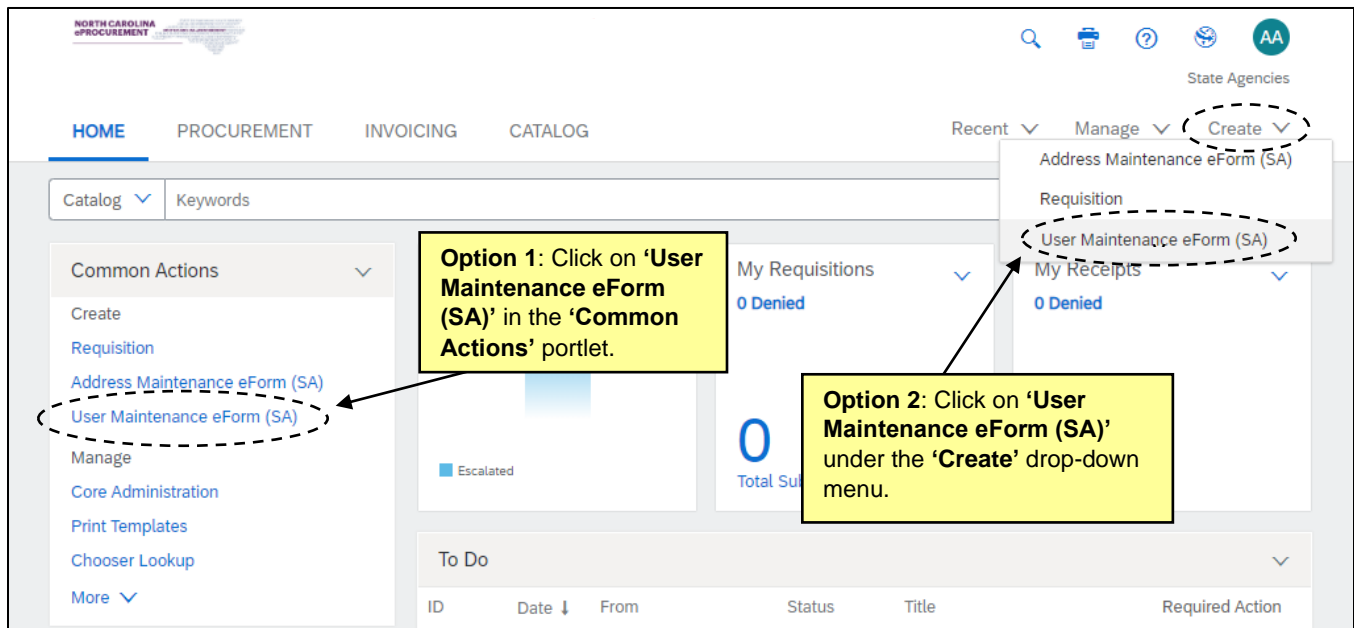 NORTH CAROLINA
ePROCUREMENT
AA
State Agencies
HOME PROCUREMENT INVOICING CATALOG Recent Manage Create
Address Maintenance eForm (SA)
Requisition
User Maintenance eForm (SA)
Catalog Keywords
Common Actions
Create
Requisition
Address Maintenance eForm (SA)
User Maintenance eForm (SA)
Manage
Core Administration
Print Templates
Chooser Lookup
More
Option 1: Click on ‘User
Maintenance eForm
(SA)’ in the ‘Common
Actions’ portlet.
Escalated
My Requisitions
0 Denied
0
Total Sub
My Receipts
0 Denied
Option 2: Click on ‘User
Maintenance eForm (SA)’
under the ‘Create’ drop-down
menu.
To Do
ID Date From Status Title Required Action